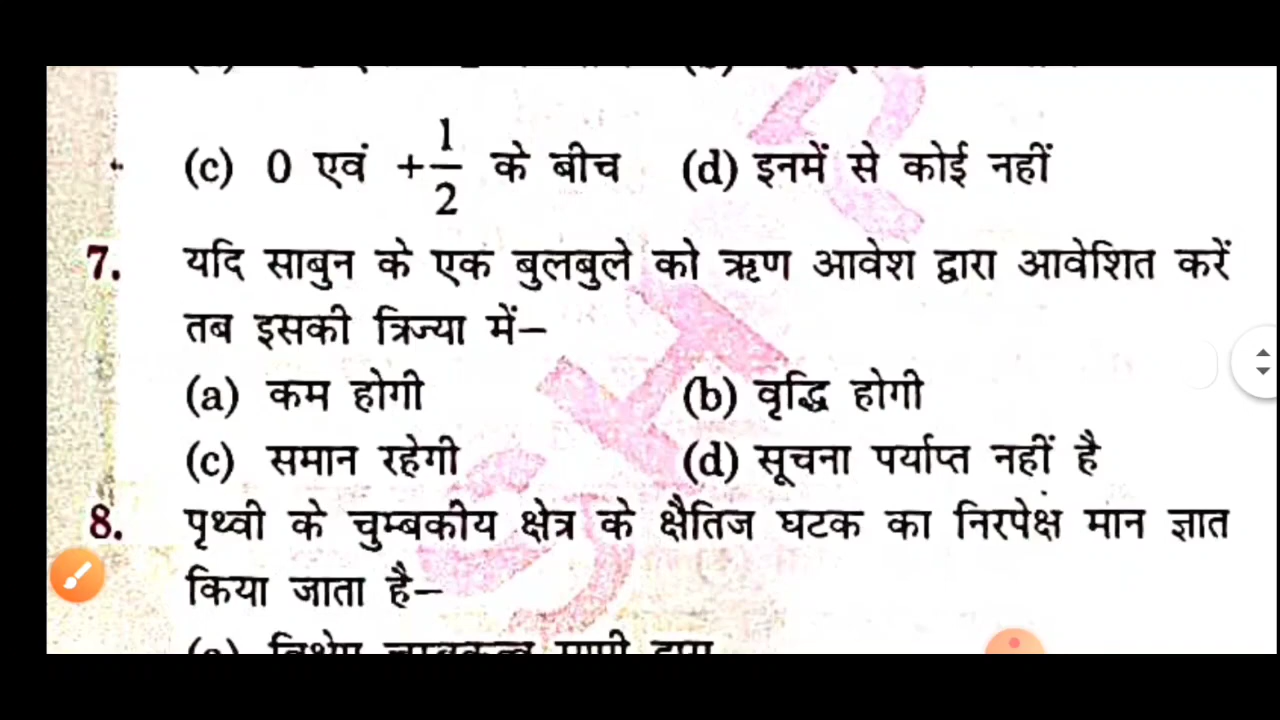 (c) 0 एवं +1/2 के बीच (d) इनमें से कोई नहीं
7. यदि साबुन के एक बुलबुले को ऋण आवेश द्वारा आवेशित करें
तब इसकी त्रिज्या में–
(a) कम होगी (b) वृद्धि होगी
(c) समान रहेगी (d) सूचना पर्याप्त नहीं है
8. पृथ्वी के चुम्बकीय क्षेत्र के क्षैतिज घटक का निरपेक्ष मान ज्ञात
किया जाता है–